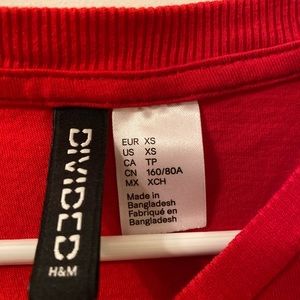 DIVIDED
H&M
EUR XS
US XS
CA TP
CN 160/80A
MX XCH
Made in
Bangladesh
Fabriqué en
Bangladesh